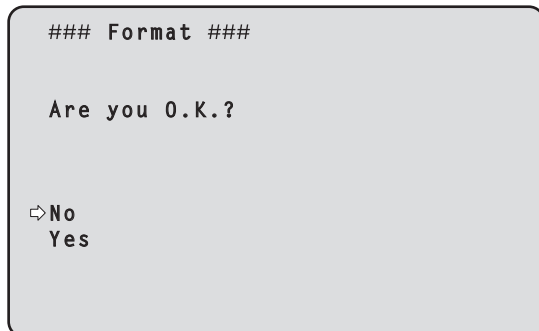 ### Format ###
Are you O.K.?
⇨No
Yes